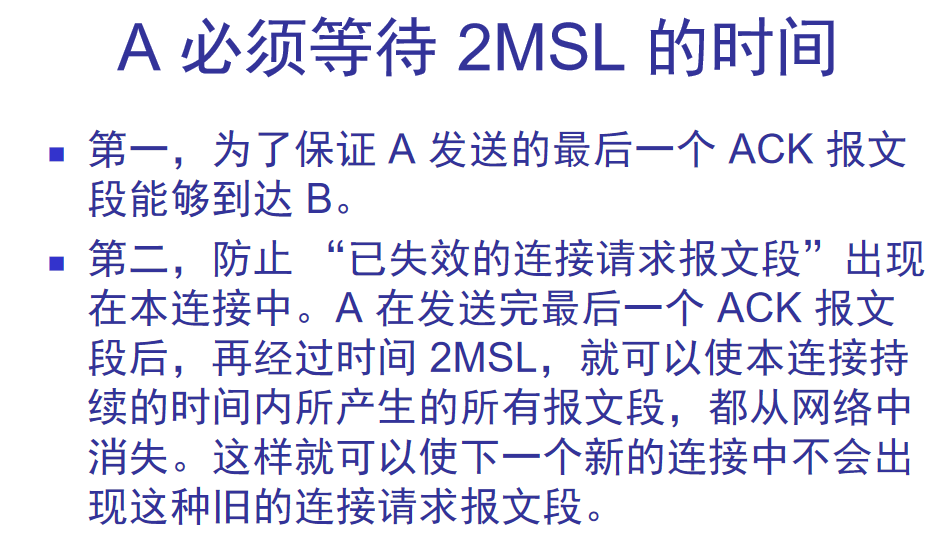 A 必须等待 2MSL 的时间
第一，为了保证 A 发送的最后一个 ACK 报文
段能够到达 B。
第二，防止 “已失效的连接请求报文段”出现
在本连接中。A 在发送完最后一个 ACK 报文
段后，再经过时间 2MSL，就可以使本连接持
续的时间内所产生的所有报文段，都从网络中
消失。这样就可以使下一个新的连接中不会出
现这种旧的连接请求报文段。